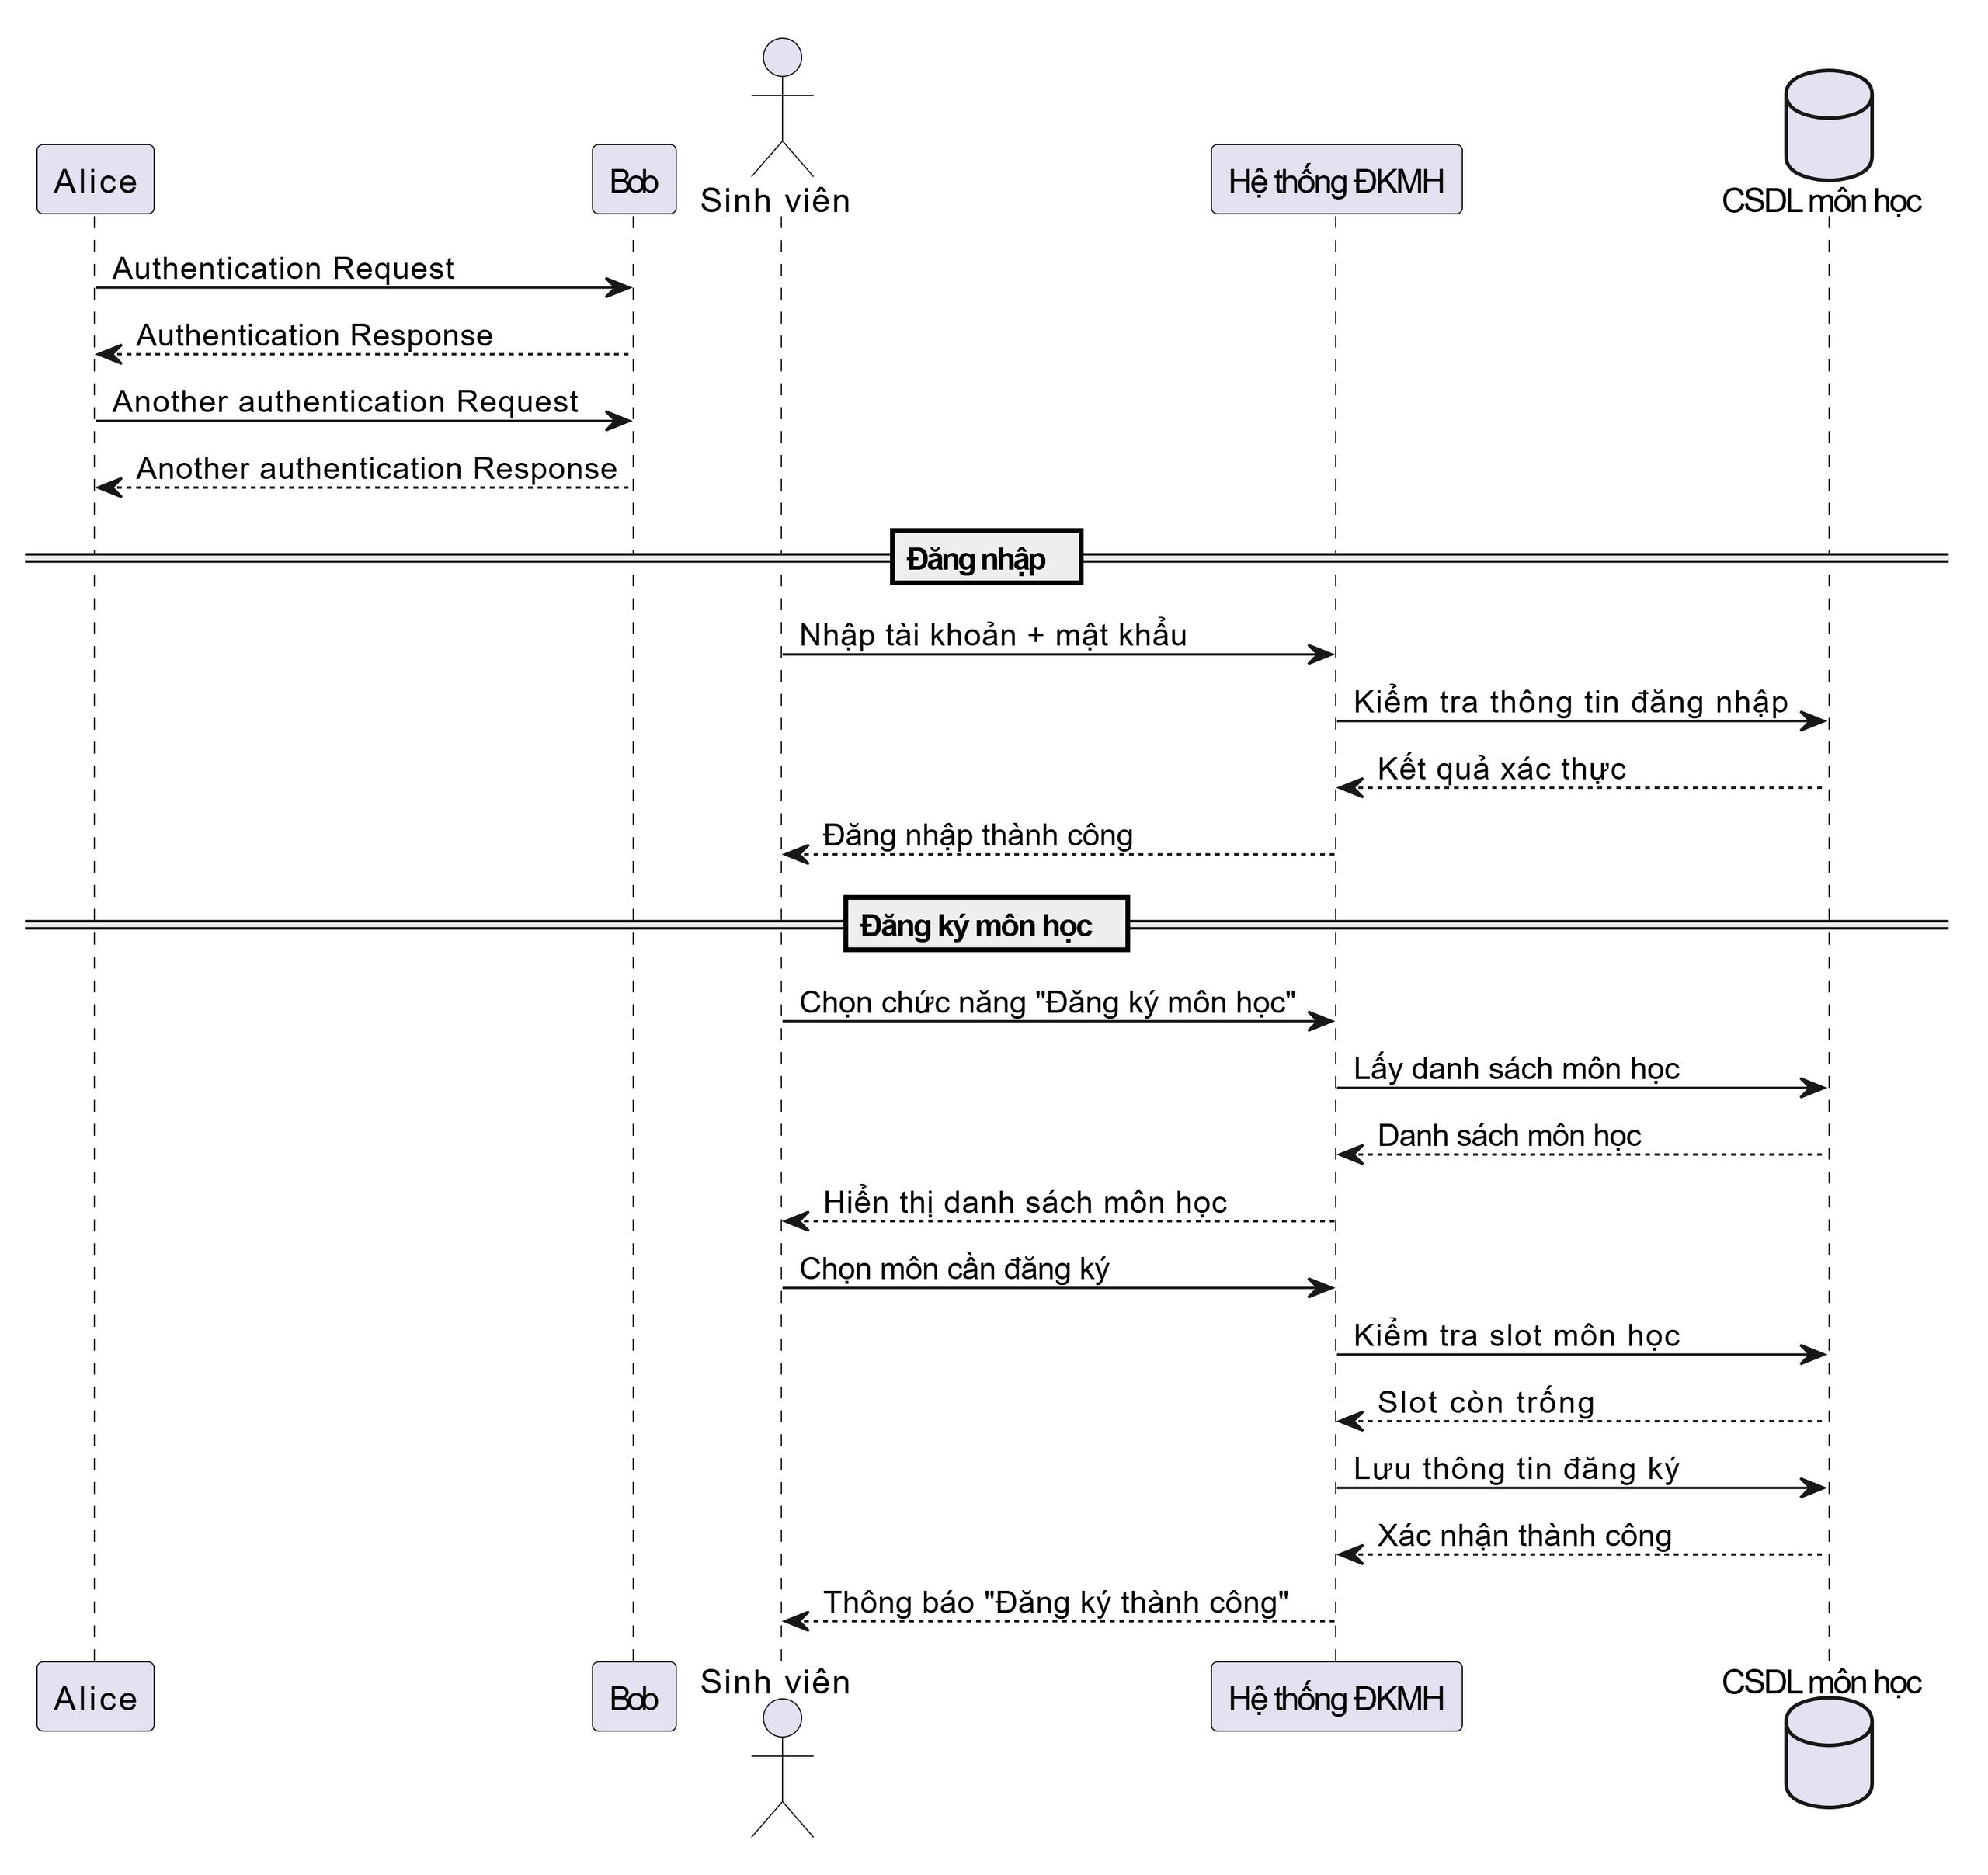 Alice
Bob
Sinh viên
Hệ thống ĐKMH
CSDL môn học
Authentication Request
Authentication Response
Another authentication Request
Another authentication Response
Đăng nhập
Nhập tài khoản + mật khẩu
Kiểm tra thông tin đăng nhập
Kết quả xác thực
Đăng nhập thành công
Đăng ký môn học
Chọn chức năng "Đăng ký môn học"
Lấy danh sách môn học
Danh sách môn học
Hiển thị danh sách môn học
Chọn môn cần đăng ký
Kiểm tra slot môn học
Slot còn trống
Lưu thông tin đăng ký
Xác nhận thành công
Thông báo "Đăng ký thành công"
Alice
Bob
Sinh viên
Hệ thống ĐKMH
CSDL môn học